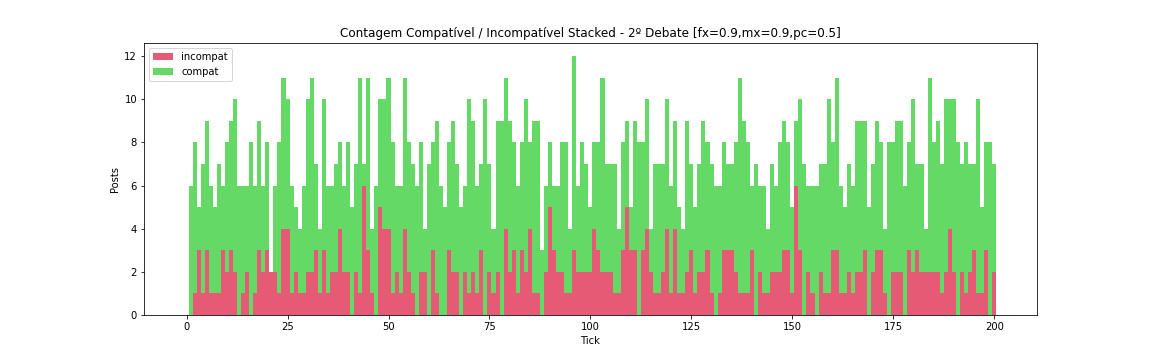 Contagem Compatível / Incompatível Stacked - 2º Debate [fx=0.9,mx=0.9,pc=0.5]
incompat
compat
12
10
8
6
4
2
0
Posts
0 25 50 75 100 125 150 175 200
Tick